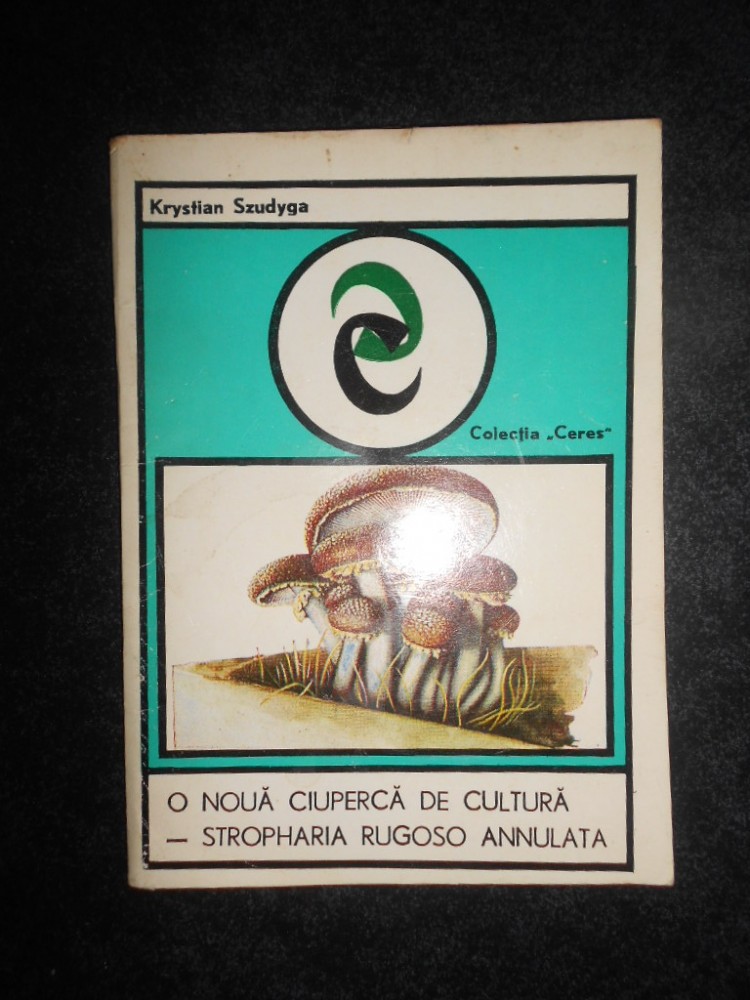 Krystian Szudyga
Colecția „Ceres"
O NOUĂ CIUPERCĂ DE CULTURĂ
— STROPHARIA RUGOSO ANNULATA